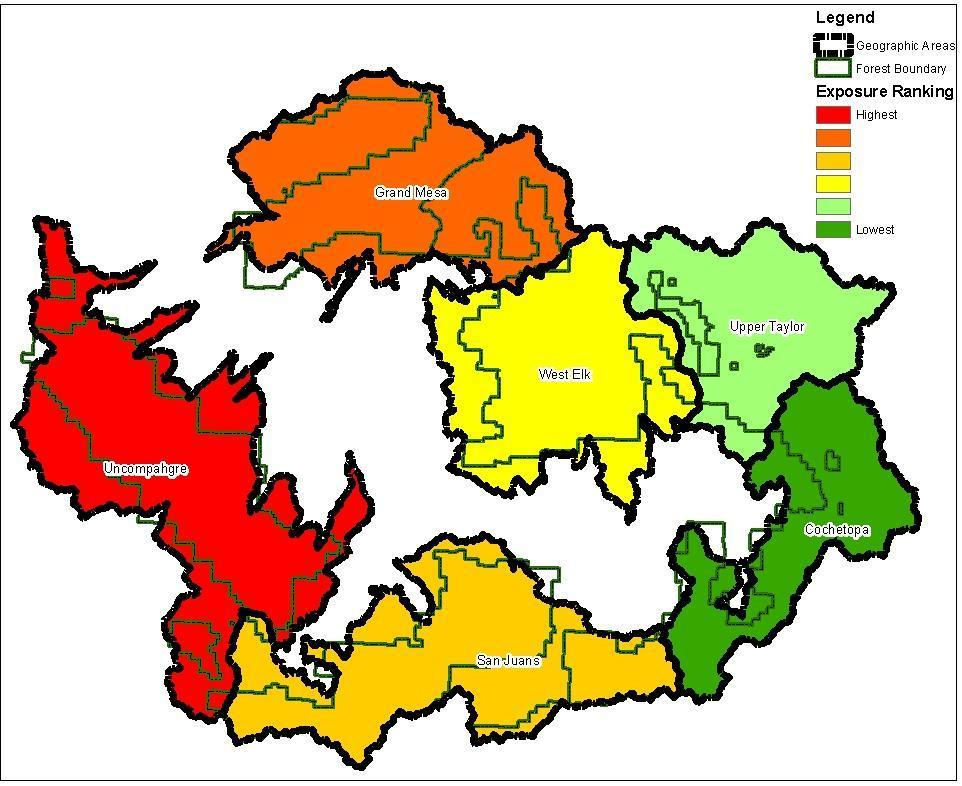 Legend
Geographic Areas
Forest Boundary
Exposure Ranking
Highest
Lowest
Grand Mesa
Upper Taylor
West Elk
Uncompahgre
Cochetopa
San Juans